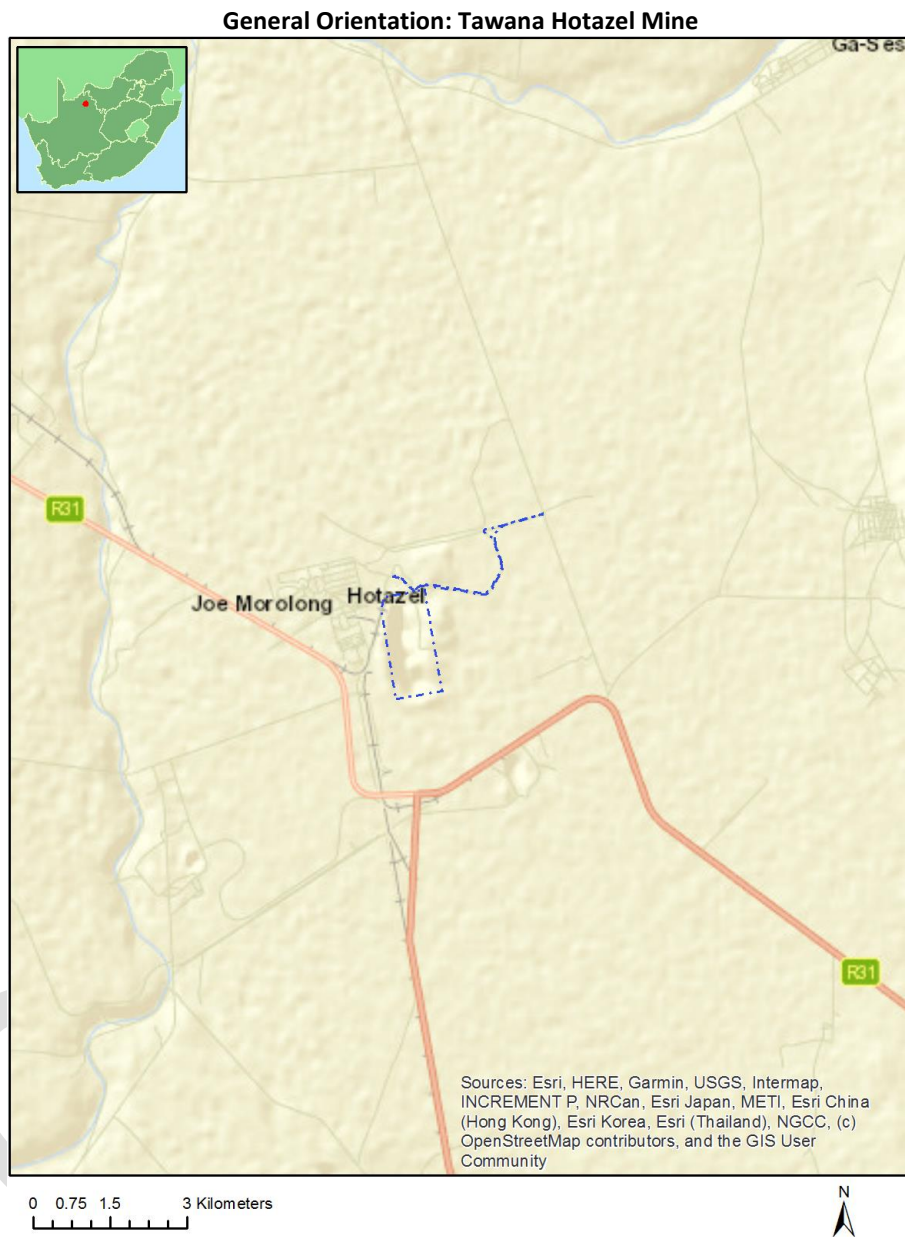 General Orientation: Tawana Hotazel Mine
Ga-Ses
R31
Joe Morolong
Hotazel
R31
Sources: Esri, HERE, Garmin, USGS, Intermap,
INCREMENT P, NRCan, Esri Japan, METI, Esri China
(Hong Kong), Esri Korea, Esri (Thailand), NGCC, (c)
OpenStreetMap contributors, and the GIS User
Community
0 0.75 1.5 3 Kilometers
N